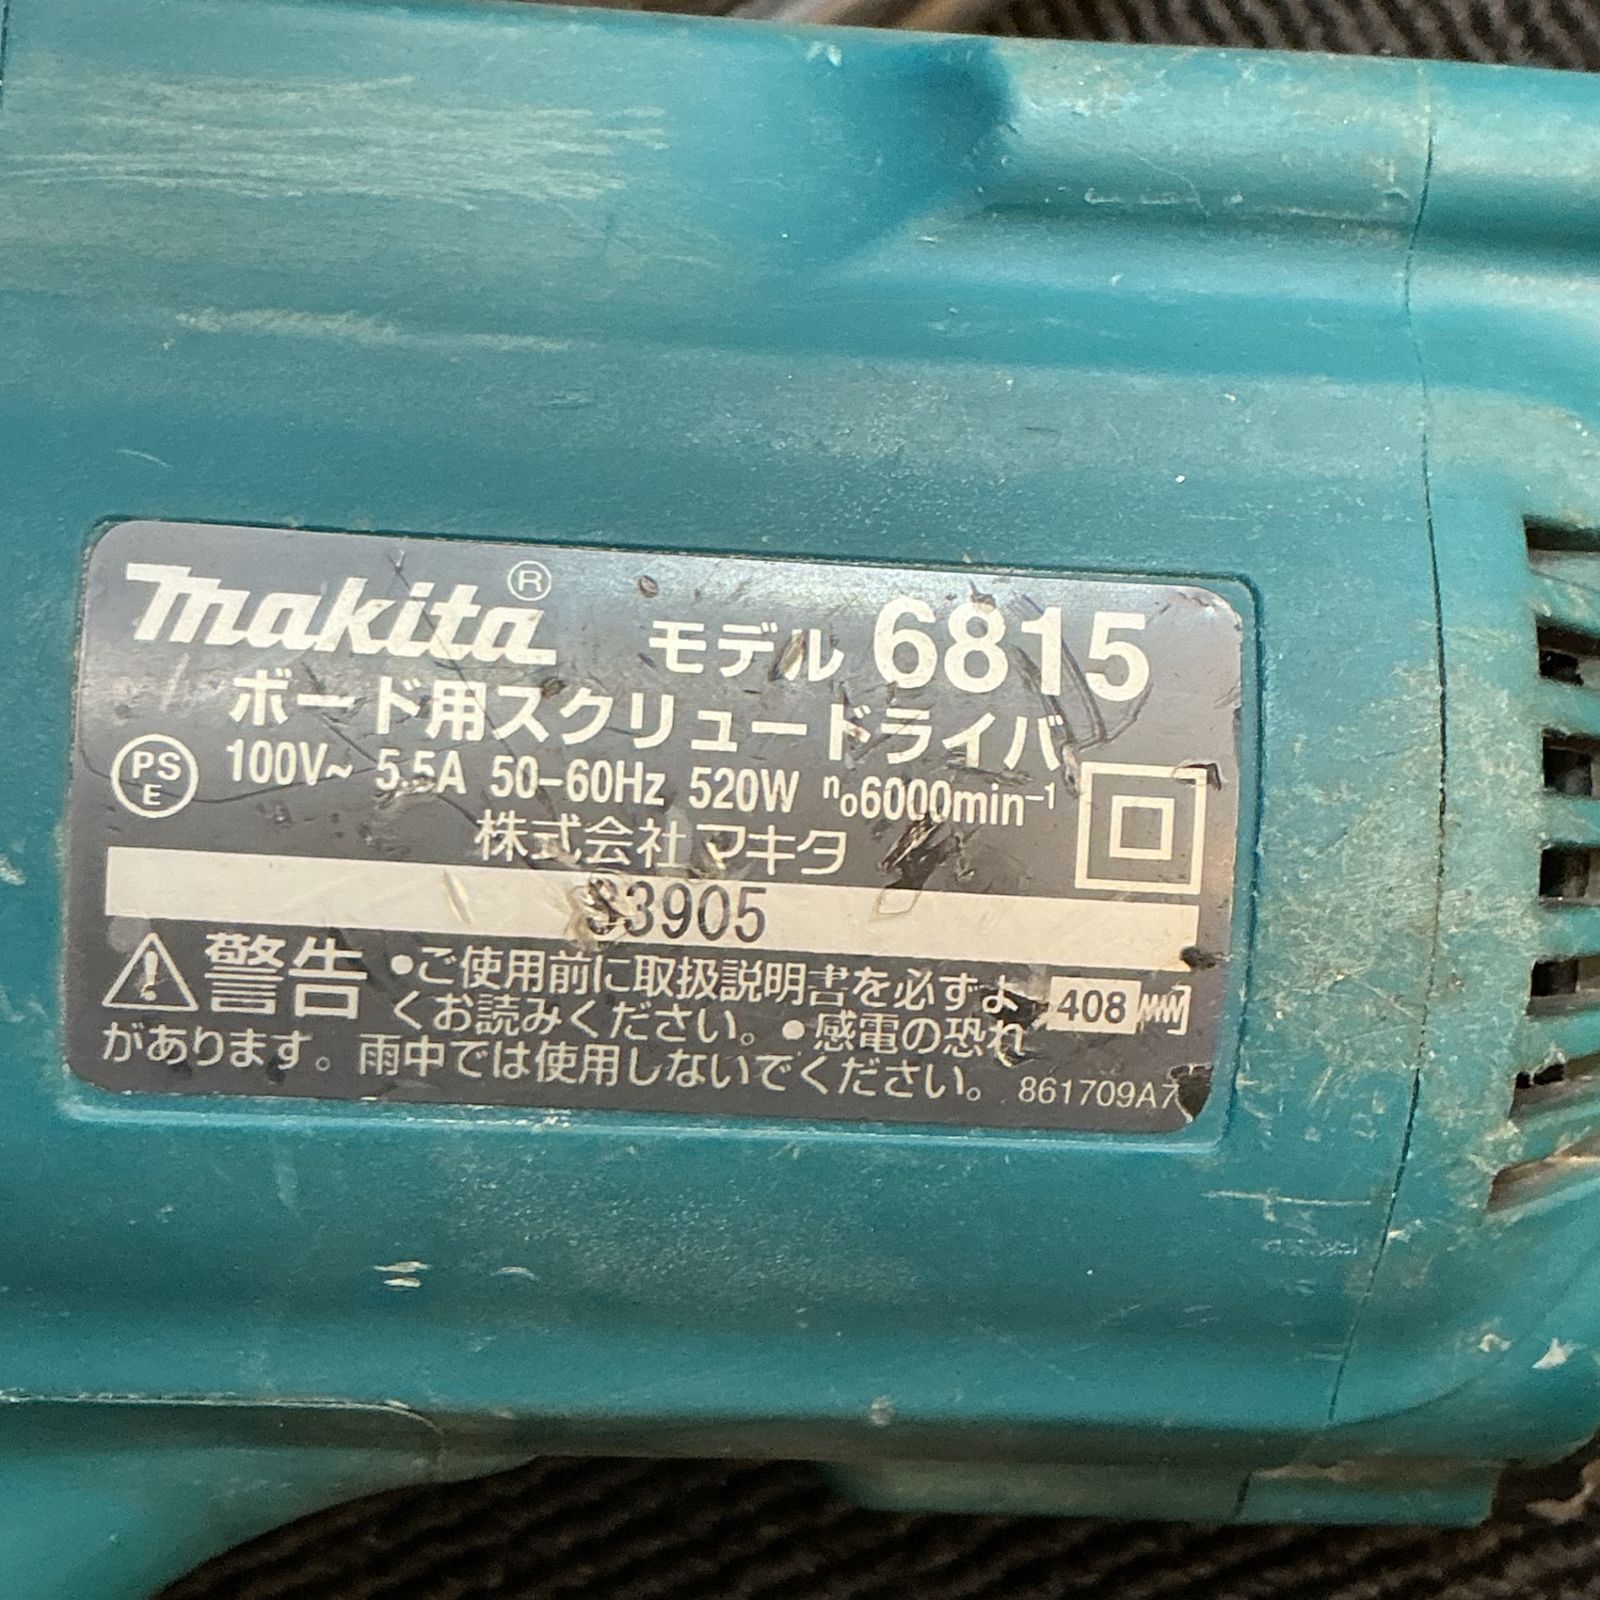 makita® モデル 6815
ボード用スクリュードライバ
PS E 100V~ 5.5A 50-60Hz 520W n₀6000min⁻¹
株式会社マキタ
警告 •ご使用前に取扱説明書を必ずよ
くお読みください。•感電の恐れ
があります。雨中では使用しないでください。
408
861709A7